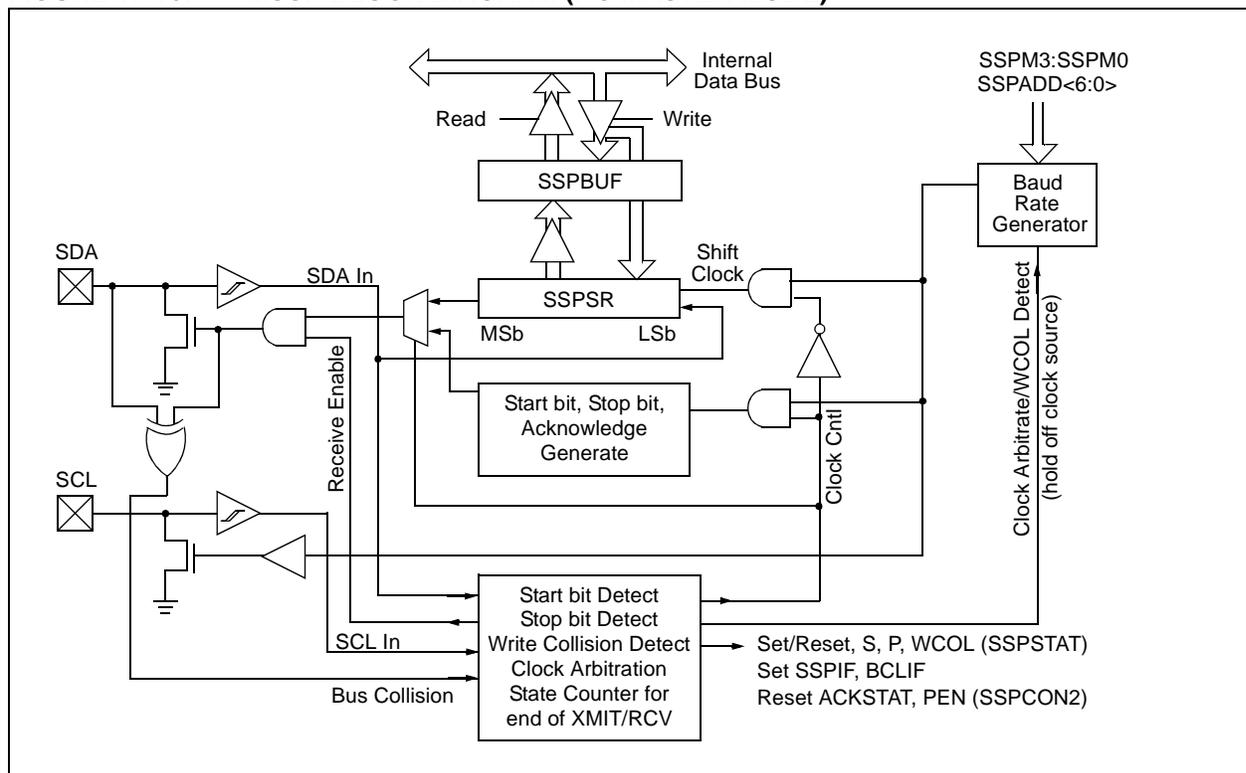 Internal
Data Bus
SSPM3:SSPM0
SSPADD<6:0>
Read
Write
SSPBUF
Baud
Rate
Generator
SDA
SDA In
Shift
Clock
SSPSR
MSb
LSb
Receive Enable
Start bit, Stop bit,
Acknowledge
Generate
Clock Cntl
Clock Arbitrate/WCOL Detect
(hold off clock source)
SCL
SCL In
Bus Collision
Start bit Detect
Stop bit Detect
Write Collision Detect
Clock Arbitration
State Counter for
end of XMIT/RCV
Set/Reset, S, P, WCOL (SSPSTAT)
Set SSPIF, BCLIF
Reset ACKSTAT, PEN (SSPCON2)